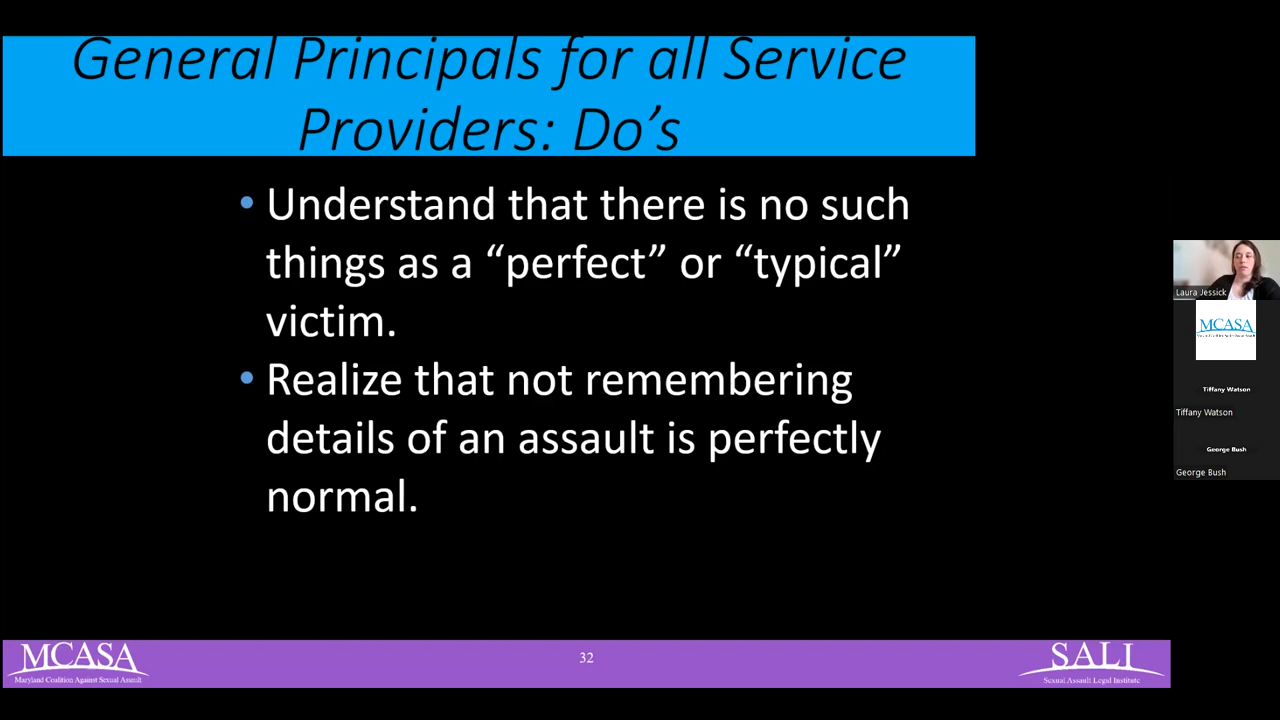 General Principals for all Service
Providers: Do’s
• Understand that there is no such
things as a “perfect” or “typical”
victim.
• Realize that not remembering
details of an assault is perfectly
normal.
MCASA
Maryland Coalition Against Sexual Assault
32
SALI
Sexual Assault Legal Institute
Laura Jessick
MCASA
Tiffany Watson
Tiffany Watson
George Bush
George Bush